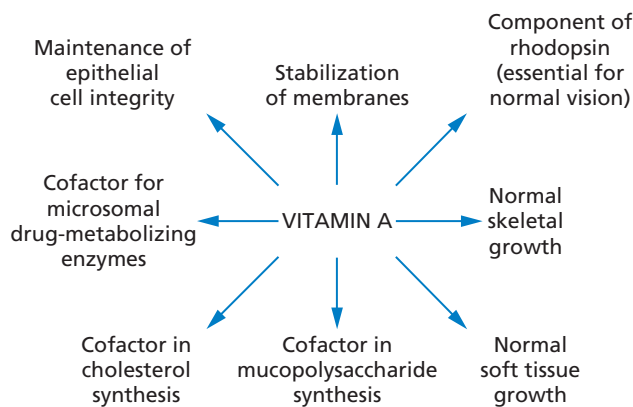 Maintenance of
epithelial
cell integrity
Stabilization
of membranes
Component of
rhodopsin
(essential for
normal vision)
Cofactor for
microsomal
drug-metabolizing
enzymes
VITAMIN A
Normal
skeletal
growth
Cofactor in
cholesterol
synthesis
Cofactor in
mucopolysaccharide
synthesis
Normal
soft tissue
growth